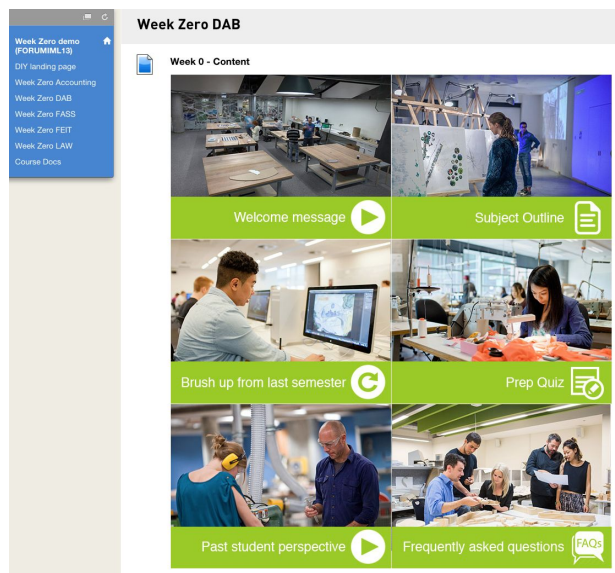 Week Zero demo
(FORUMIML13)
DIY landing page
Week Zero Accounting
Week Zero DAB
Week Zero FASS
Week Zero FEIT
Week Zero LAW
Course Docs
Week Zero DAB
Week 0 - Content
Welcome message
Subject Outline
Brush up from last semester
Prep Quiz
Past student perspective
Frequently asked questions
FAQs